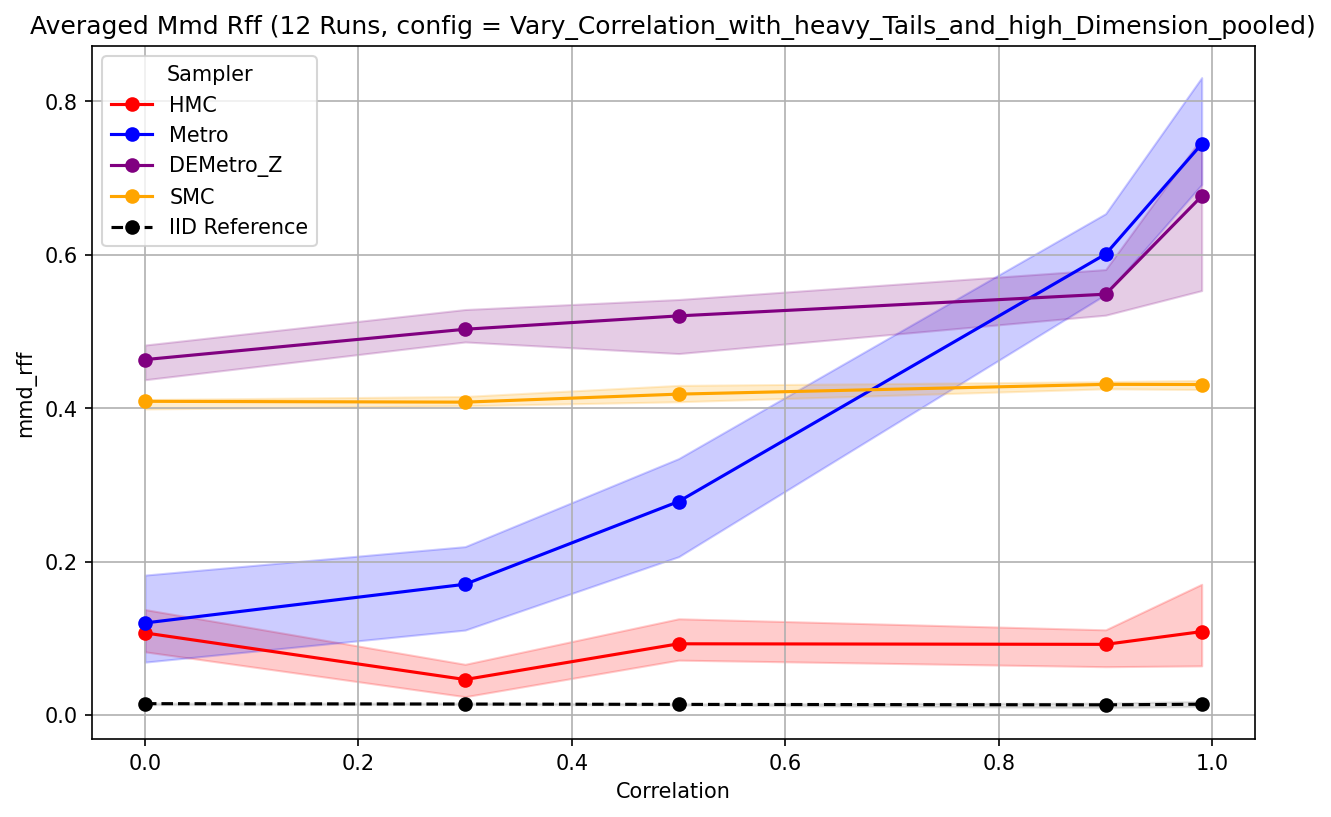 Averaged Mmd Rff (12 Runs, config = Vary_Correlation_with_heavy_Tails_and_high_Dimension_pooled)
Sampler
HMC
Metro
DEMetro_Z
SMC
IID Reference
0.8
0.6
0.4
0.2
0.0
mmd_rff
0.0 0.2 0.4 0.6 0.8 1.0
Correlation